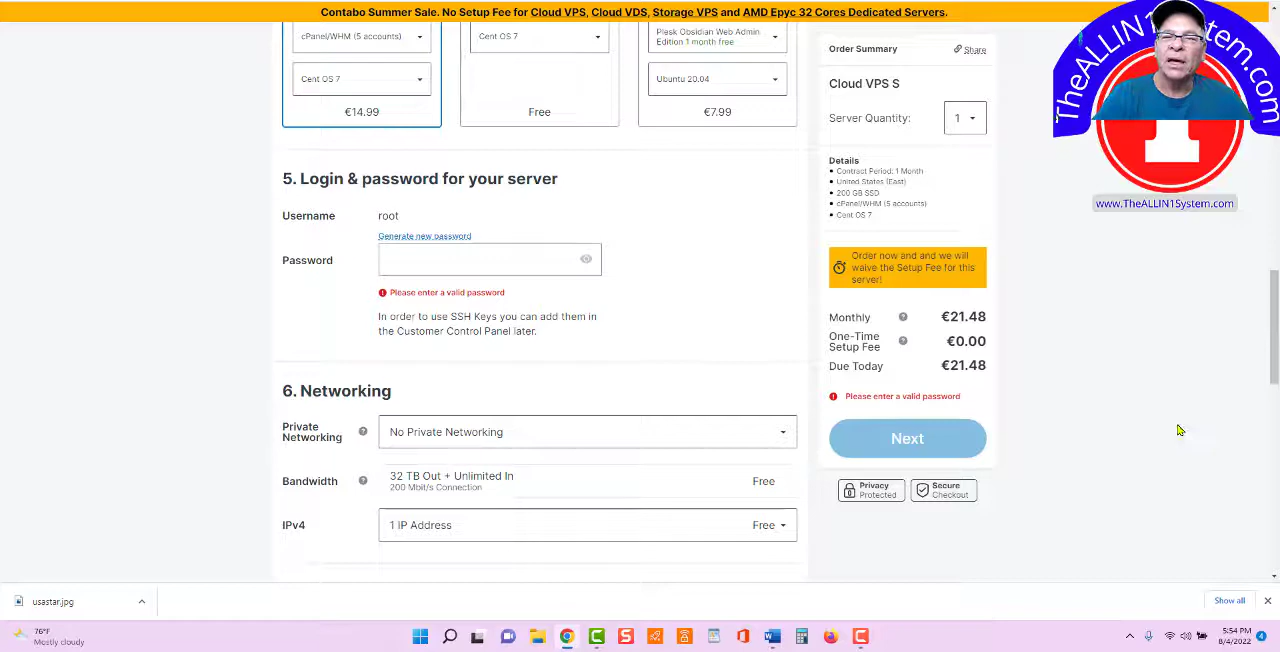 Contabo Summer Sale. No Setup Fee for Cloud VPS, Cloud VDS, Storage VPS and AMD Epyc 32 Cores Dedicated Servers.
cPanel/WHM (5 accounts)
Cent OS 7
€14.99
Cent OS 7
Free
Plesk Obsidian Web Admin
Edition 1 month free
Ubuntu 20.04
€7.99
5. Login & password for your server
Username root
Generate new password
Password
Please enter a valid password
In order to use SSH Keys you can add them in
the Customer Control Panel later.
6. Networking
Private
Networking
No Private Networking
Bandwidth
32 TB Out + Unlimited In
200 Mbit/s Connection
Free
IPv4
1 IP Address
Free
Order Summary
Share
Cloud VPS S
Server Quantity:
1
Details
Contract Period: 1 Month
United States (East)
200 GB SSD
cPanel/WHM (5 accounts)
Cent OS 7
Order now and and we will
waive the Setup Fee for this
server!
Monthly €21.48
One-Time
Setup Fee
€0.00
Due Today €21.48
Please enter a valid password
Next
Privacy
Protected
Secure
Checkout
TheALLIN1System.com
1
www.TheALLIN1System.com
usastar.jpg
Show all
76°F
Mostly cloudy
5:54 PM
8/4/2022
4